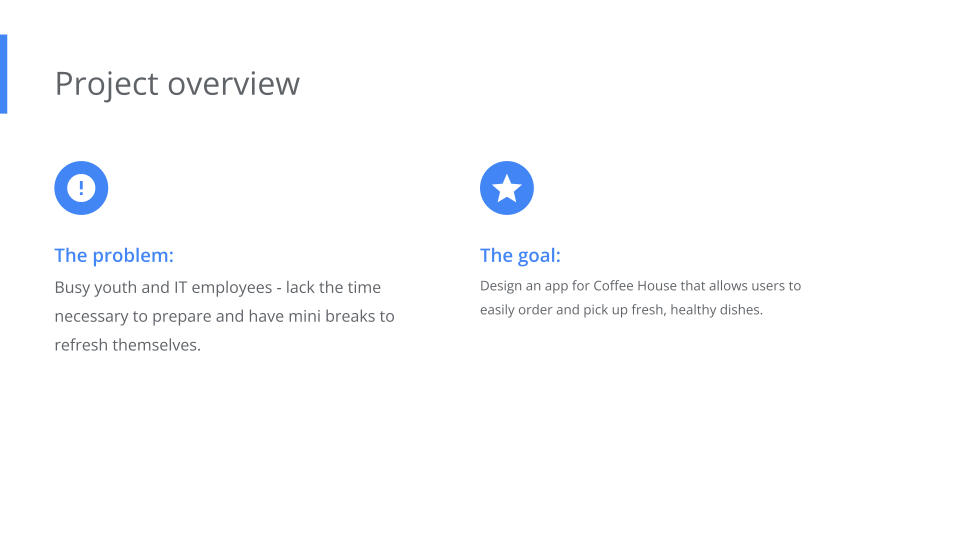 Project overview
The problem:
Busy youth and IT employees - lack the time
necessary to prepare and have mini breaks to
refresh themselves.
The goal:
Design an app for Coffee House that allows users to
easily order and pick up fresh, healthy dishes.